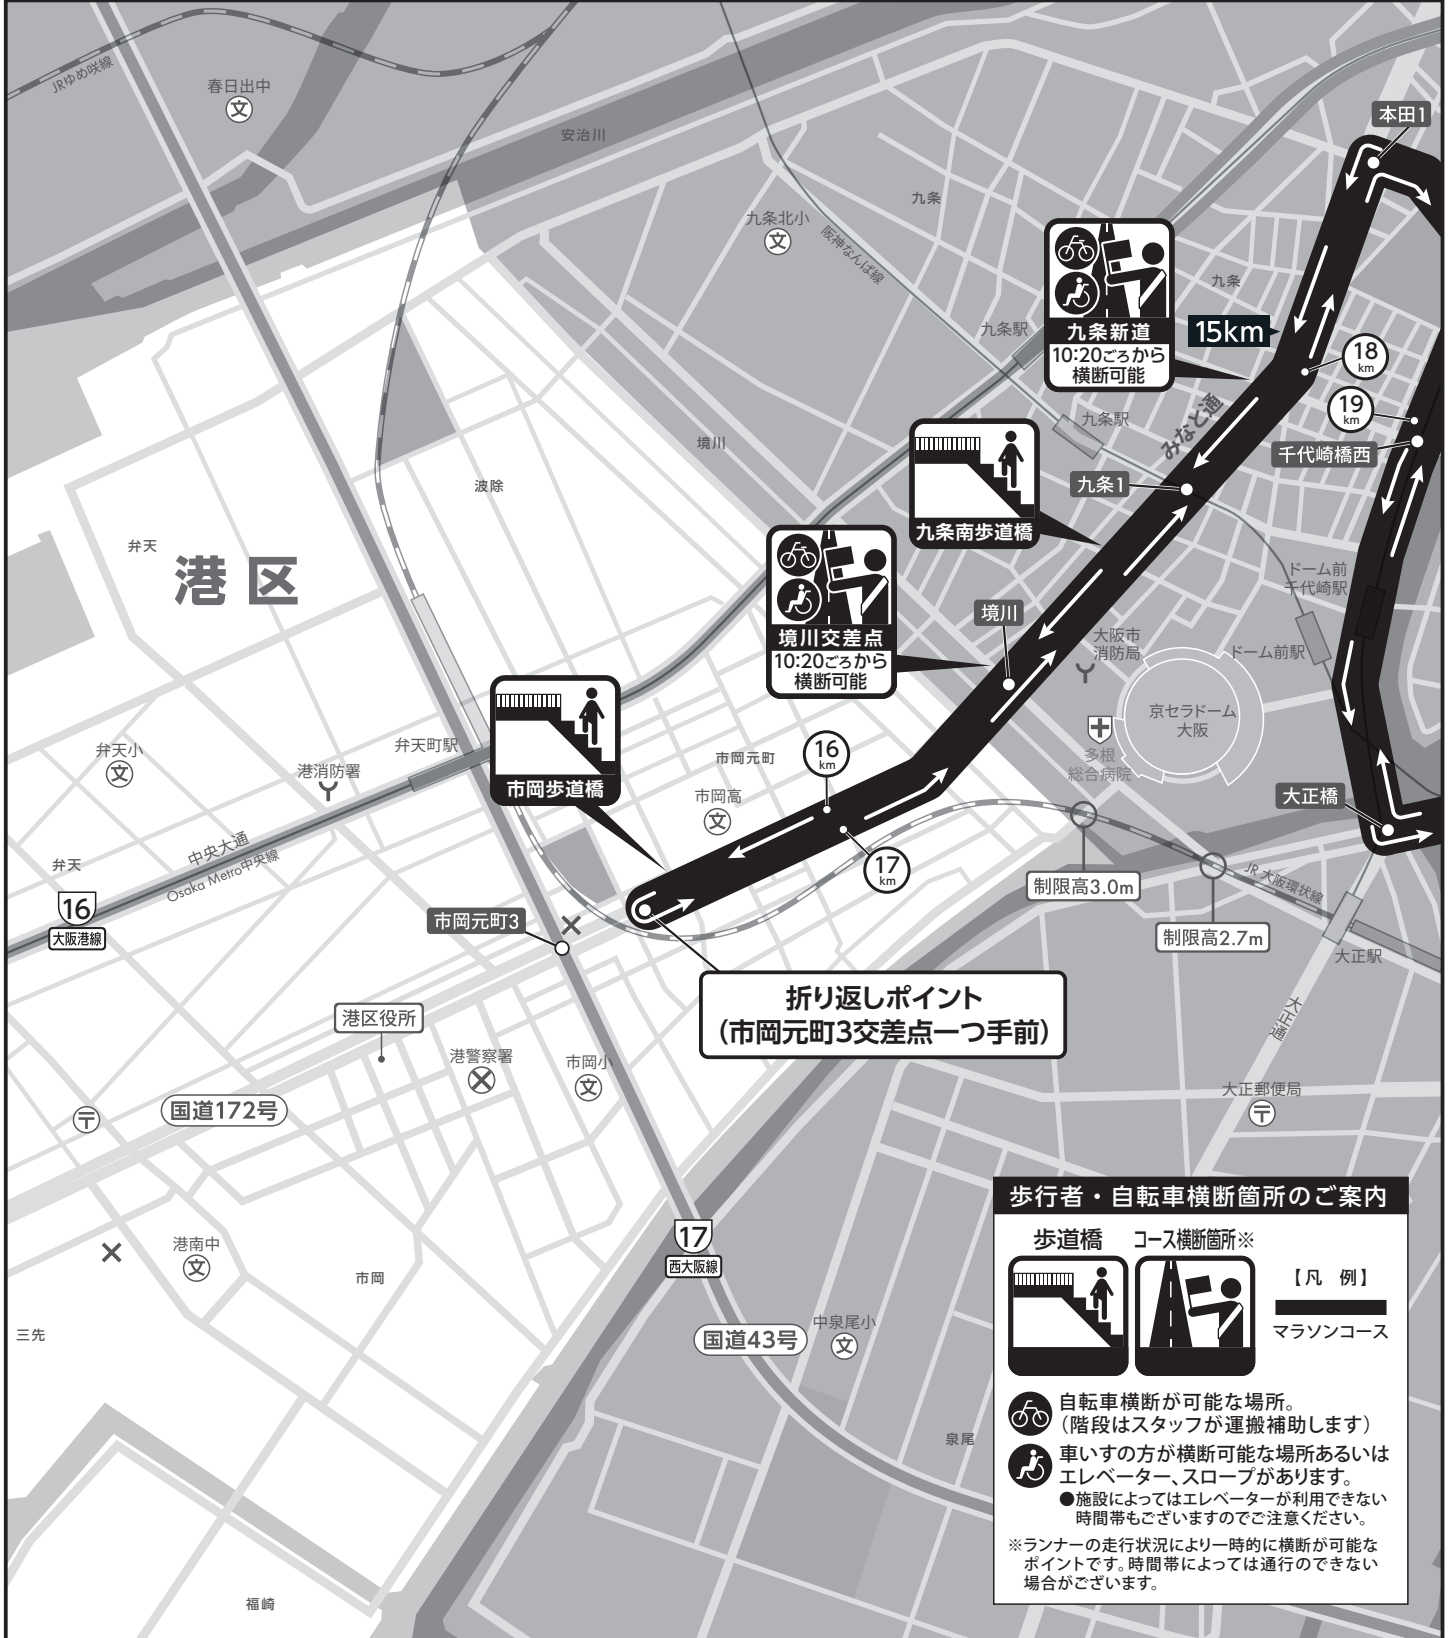 JRゆめ咲線
春日出中
文
安治川
本田1
九条
九条北小
文
阪神なんば線
九条
九条駅
九条新道
10:20ごろから
横断可能
15km
18
km
19
km
みなと通
九条駅
千代崎橋西
九条1
境川
波除
弁天
港区
九条南歩道橋
境川交差点
10:20ごろから
横断可能
境川
ドーム前
千代崎駅
大阪市
消防局
ドーム前駅
京セラドーム
大阪
多根
総合病院
大正橋
弁天小
文
港消防署
弁天町駅
市岡歩道橋
市岡元町
市岡高
文
16
km
17
km
中央大通
Osaka Metro中央線
弁天
16
大阪港線
市岡元町3
制限高3.0m
JR大阪環状線
制限高2.7m
大正駅
折り返しポイント
(市岡元町3交差点一つ手前)
大正通
港区役所
港警察署
市岡小
文
国道172号
〒
大正郵便局
〒
港南中
文
市岡
三先
17
西大阪線
国道43号
中泉尾小
文
泉尾
福崎
歩行者・自転車横断箇所のご案内
歩道橋
コース横断箇所※
【凡 例】
マラソンコース
自転車横断が可能な場所。
(階段はスタッフが運搬補助します)
車いすの方が横断可能な場所あるいは
エレベーター、スロープがあります。
●施設によってはエレベーターが利用できない
時間帯もございますのでご注意ください。
※ランナーの走行状況により一時的に横断が可能な
ポイントです。時間帯によっては通行のできない
場合がございます。